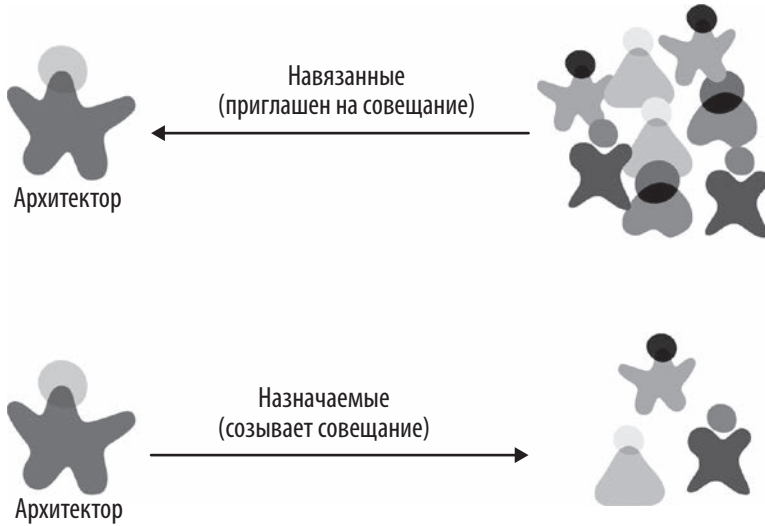 Навязанные
(приглашен на совещание)
Архитектор
Назначаемые
(созывает совещание)
Архитектор